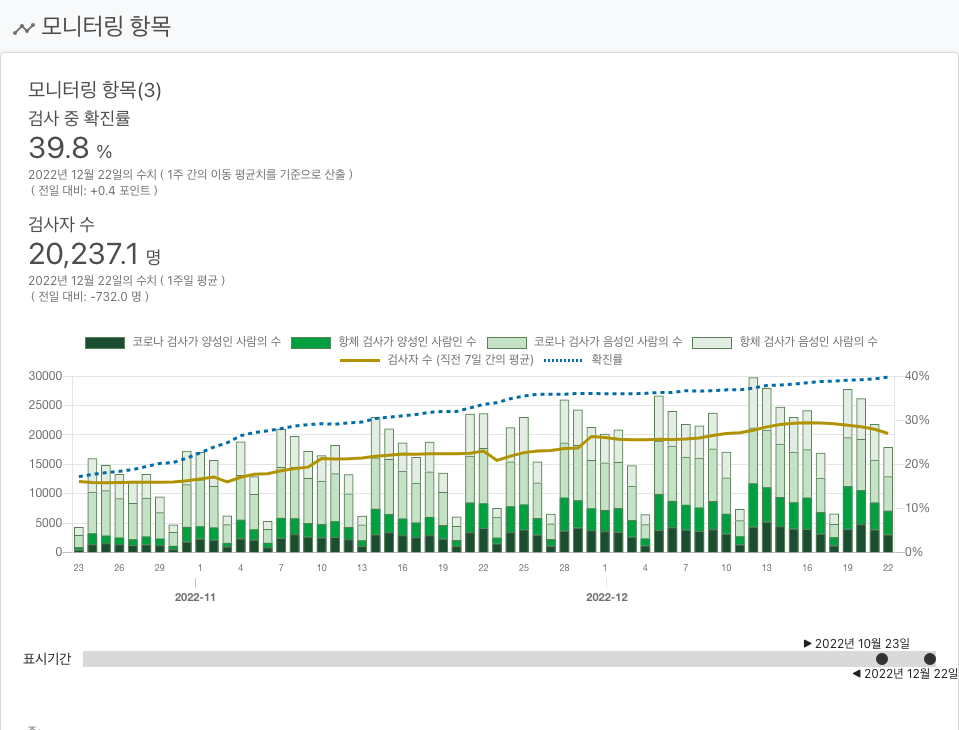 모니터링 항목
모니터링 항목(3)
검사 중 확진률
39.8 %
2022년 12월 22일의 수치 ( 1주 간의 이동 평균치를 기준으로 산출 )
( 전일 대비: +0.4 포인트 )
검사자 수
20,237.1 명
2022년 12월 22일의 수치 ( 1주일 평균 )
( 전일 대비: -732.0 명 )
코로나 검사가 양성인 사람의 수 항체 검사가 양성인 사람인 수 코로나 검사가 음성인 사람의 수 항체 검사가 음성인 사람의 수
검사자 수 (직전 7일 간의 평균) 확진률
30000 40%
25000
20000 30%
15000 20%
10000
5000 10%
0 0%
23 26 29 1 4 7 10 13 16 19 22 25 28 1 4 7 10 13 16 19 22
2022-11 2022-12
▶ 2022년 10월 23일
표시기간
◀ 2022년 12월 22일